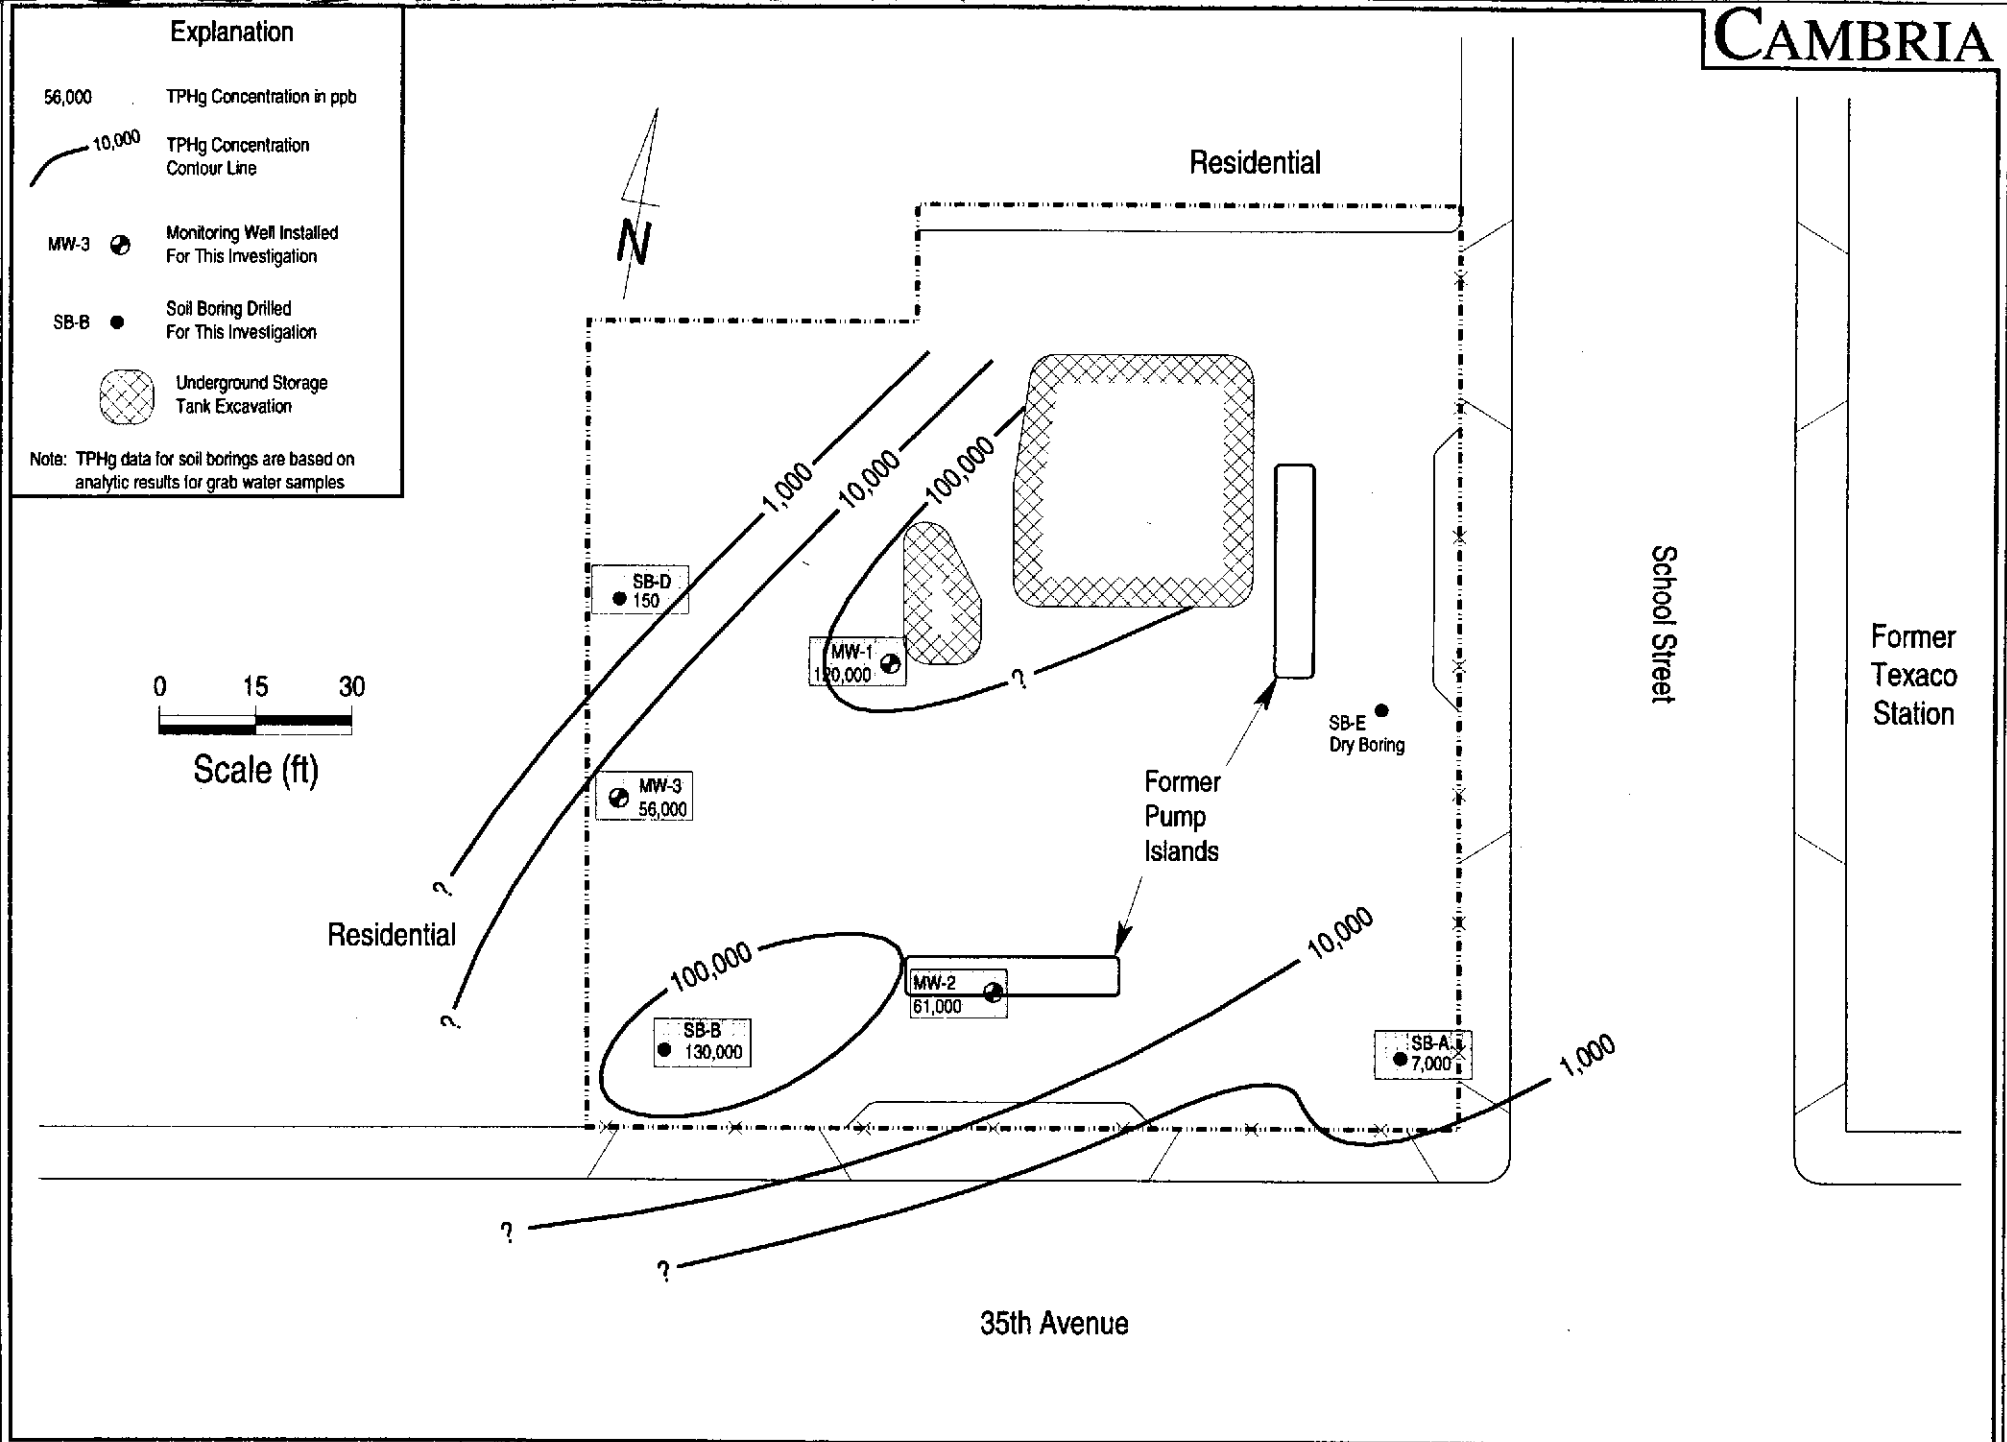 CAMBRIA
Explanation
56,000 TPHg Concentration in ppb
10,000 TPHg Concentration
Contour Line
MW-3 Monitoring Well Installed
For This Investigation
SB-B Soil Boring Drilled
For This Investigation
Underground Storage
Tank Excavation
Note: TPHg data for soil borings are based on
analytic results for grab water samples
N
Residential
1,000
10,000
100,000
SB-D
150
MW-1
120,000
?
0 15 30
Scale (ft)
MW-3
56,000
SB-E
Dry Boring
Former
Pump
Islands
School Street
Former
Texaco
Station
?
Residential
?
100,000
MW-2
61,000
10,000
SB-B
130,000
SB-A
7,000
1,000
?
?
35th Avenue